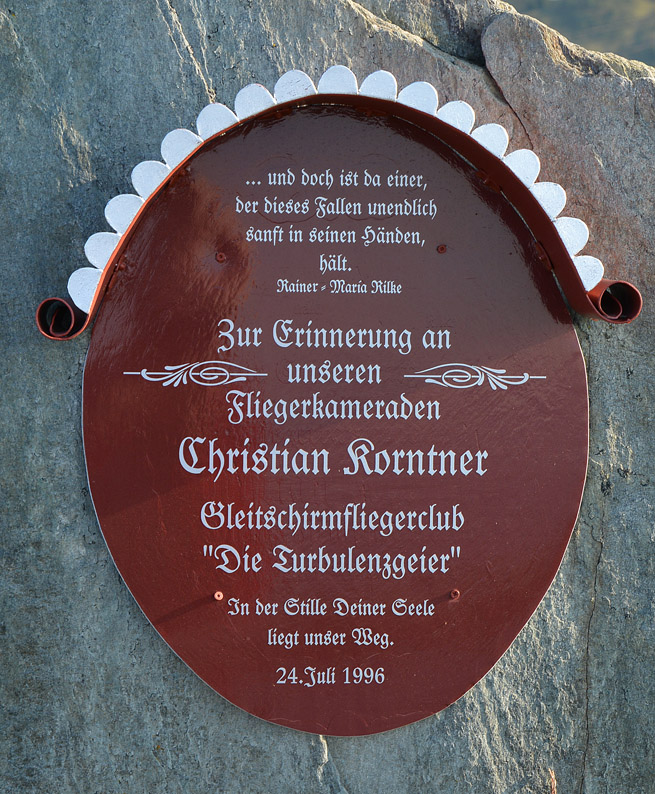 ... und doch ist da einer,
der dieses Fallen unendlich
sanft in seinen Händen,
hält.
Rainer - Maria Rilke
Zur Erinnerung an
unseren
Fliegerkameraden
Christian Korntner
Gleitschirmfliegerclub
"Die Turbulenzgeier"
In der Stille Deiner Seele
liegt unser Weg.
24.Juli 1996